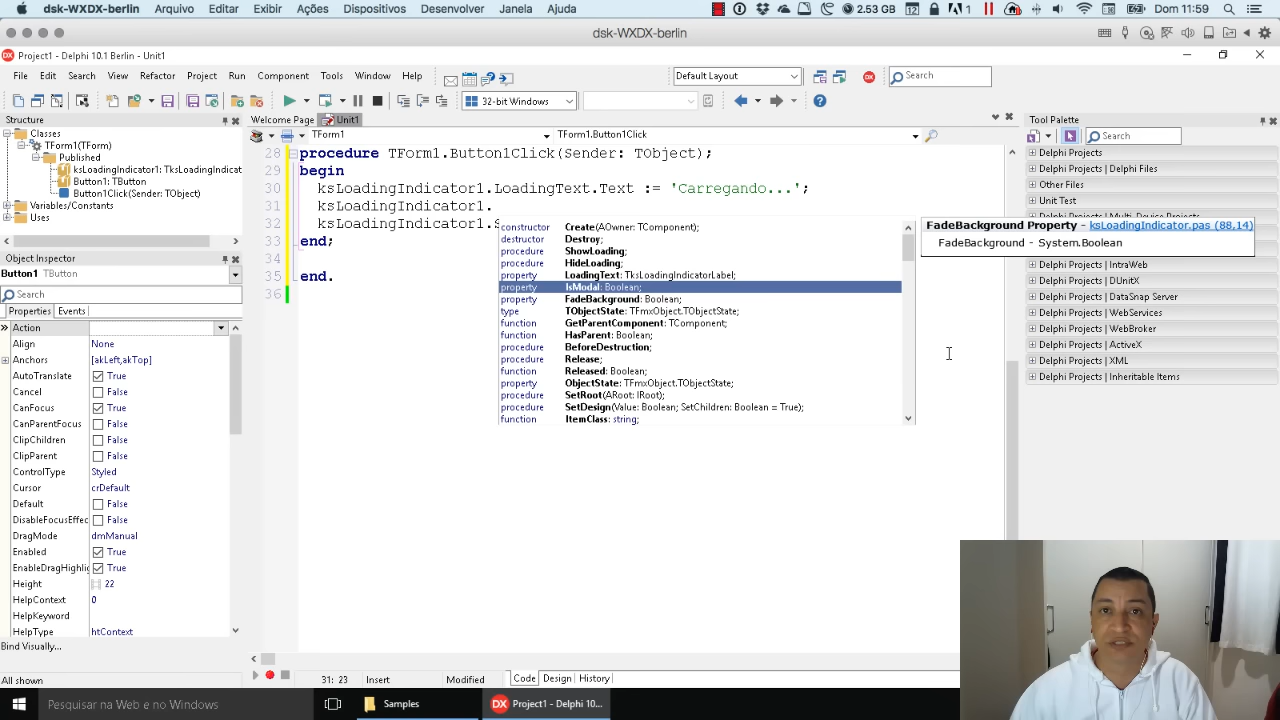 dsk-WXDX-berlin Arquivo Editar Exibir Ações Dispositivos Desenvolver Janela Ajuda 2.53 GB 12 1 Dom 11:59
dsk-WXDX-berlin
Project1 - Delphi 10.1 Berlin - Unit1
File Edit Search View Refactor Project Run Component Tools Window Help Default Layout Search
32-bit Windows
Structure
Welcome Page Unit1
Tool Palette
Classes
TForm1 TForm1.Button1Click
Search
TForm1(TForm)
28 procedure TForm1.Button1Click(Sender: TObject);
Delphi Projects
Published
29 begin
Delphi Projects | Delphi Files
ksLoadingIndicator1: TksLoadingIndicat
30 ksLoadingIndicator1.LoadingText.Text := 'Carregando...';
Other Files
Button1: TButton
31 ksLoadingIndicator1.
Unit Test
Button1Click(Sender: TObject)
32 ksLoadingIndicator1.
Variables/Constants
33 end;
Uses
34
35 end.
36
constructor Create(AOwner: TComponent);
destructor Destroy;
procedure ShowLoading;
procedure HideLoading;
property LoadingText: TksLoadingIndicatorLabel;
property IsModal: Boolean;
property FadeBackground: Boolean;
type TObjectState: TFmxObject.TObjectState;
function GetParentComponent: TComponent;
function HasParent: Boolean;
procedure BeforeDestruction;
procedure Release;
function Released: Boolean;
property ObjectState: TFmxObject.TObjectState;
procedure SetRoot(ARoot: IRoot);
procedure SetDesign(Value: Boolean; SetChildren: Boolean = True);
function ItemClass: string;
FadeBackground Property - ksLoadingIndicator.pas (88,14)
FadeBackground - System.Boolean
Delphi Projects | IntraWeb
Delphi Projects | DUnitX
Delphi Projects | DataSnap Server
Delphi Projects | WebServices
Delphi Projects | WebBroker
Delphi Projects | ActiveX
Delphi Projects | XML
Delphi Projects | Inheritable Items
Object Inspector
Button1 TButton
Search
Properties Events
Action
Align None
Anchors [akLeft,akTop]
AutoTranslate True
Cancel False
CanFocus True
CanParentFocus False
ClipChildren False
ClipParent False
ControlType Styled
Cursor crDefault
Default False
DisableFocusEffec False
DragMode dmManual
Enabled True
EnableDragHighlig True
Height 22
HelpContext 0
HelpKeyword
HelpType htContext
Bind Visually...
All shown
31: 23 Insert Modified Code Design History
Pesquisar na Web e no Windows Samples Project1 - Delphi 10...